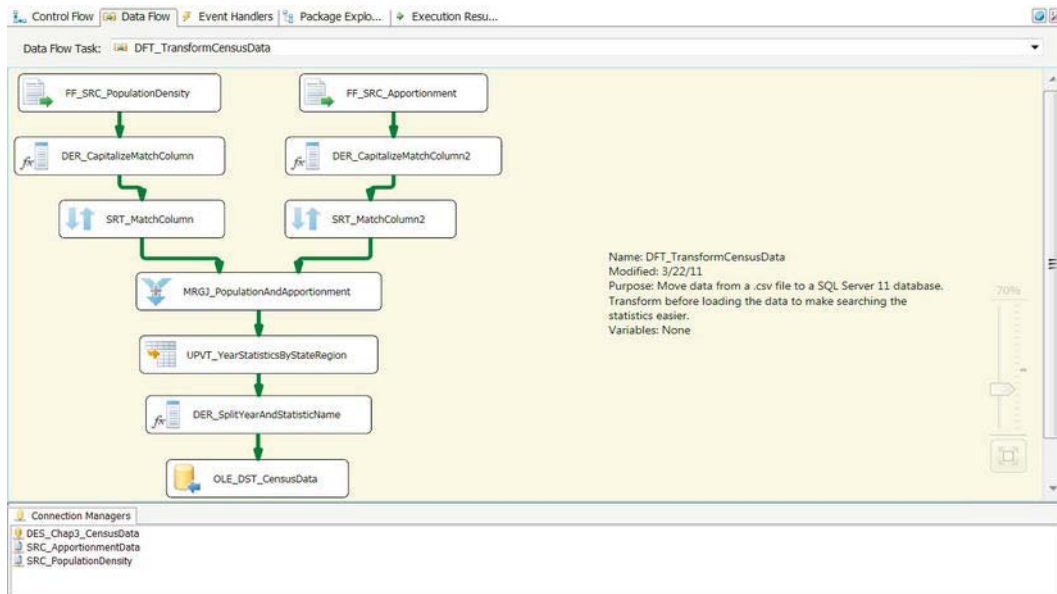 Control Flow Data Flow Event Handlers Package Explo... Execution Resu...
Data Flow Task: DFT_TransformCensusData
FF_SRC_PopulationDensity FF_SRC_Apportionment
DER_CapitalizeMatchColumn DER_CapitalizeMatchColumn2
SRT_MatchColumn SRT_MatchColumn2
MRGJ_PopulationAndApportionment
UPVT_YearStatisticsByStateRegion
DER_SplitYearAndStatisticName
OLE_DST_CensusData
Name: DFT_TransformCensusData
Modified: 3/22/11
Purpose: Move data from a .csv file to a SQL Server 11 database.
Transform before loading the data to make searching the
statistics easier.
Variables: None
70%
Connection Managers
DES_Chap3_CensusData
SRC_ApportionmentData
SRC_PopulationDensity